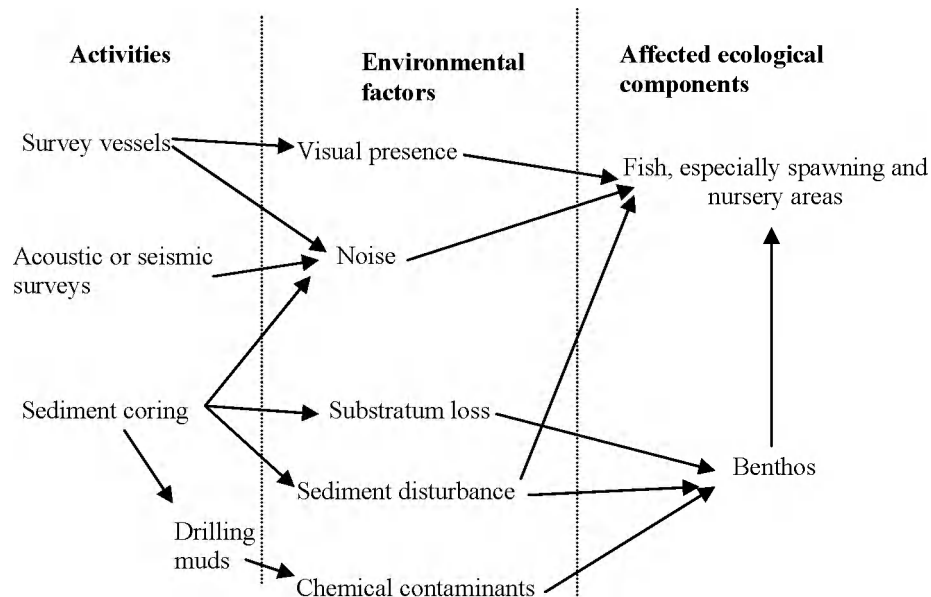 Activities
Environmental
factors
Affected ecological
components
Survey vessels
Visual presence
Fish, especially spawning and
nursery areas
Acoustic or seismic
surveys
Noise
Sediment coring
Substratum loss
Benthos
Sediment disturbance
Drilling
muds
Chemical contaminants